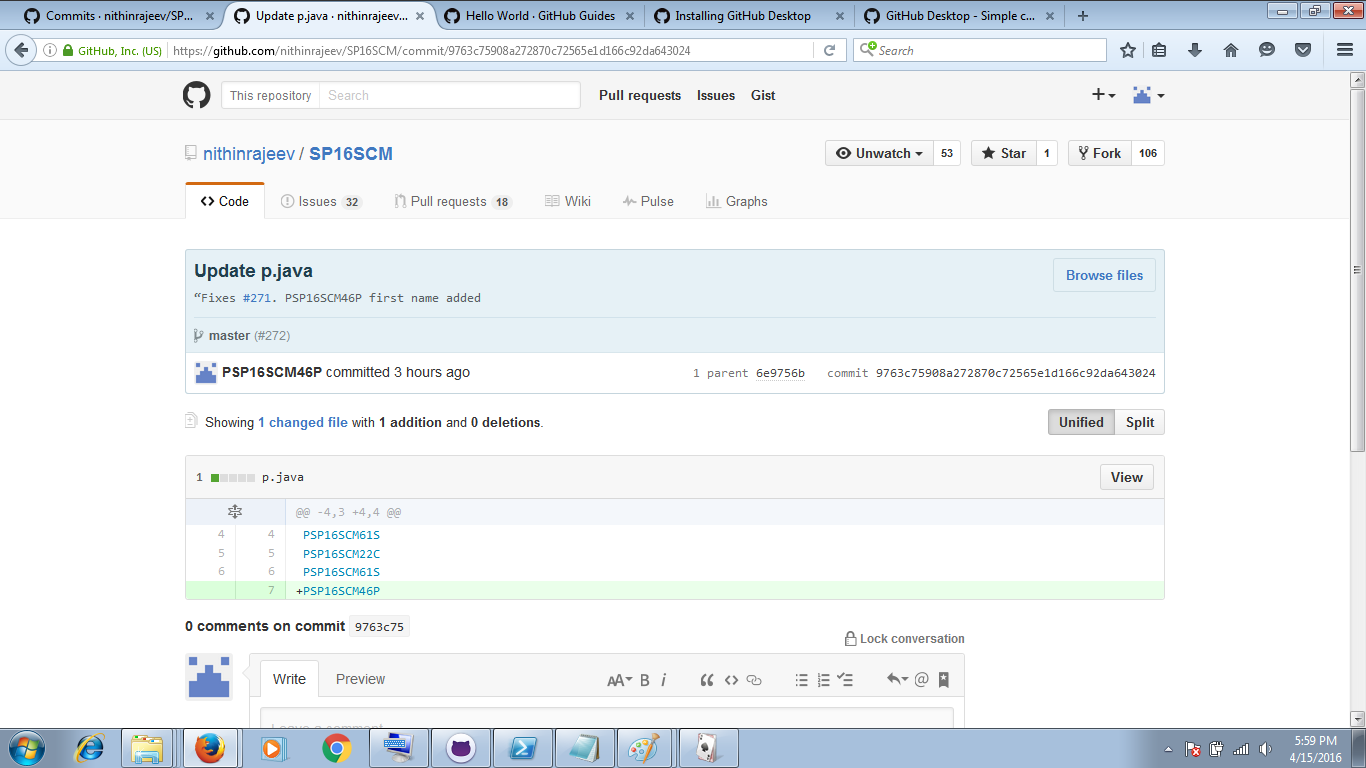 Commits · nithinrajeev/SP... Update p.java · nithinrajeev... Hello World · GitHub Guides Installing GitHub Desktop GitHub Desktop - Simple c...
GitHub, Inc. (US) https://github.com/nithinrajeev/SP16SCM/commit/9763c75908a272870c72565e1d166c92da643024 Search
This repository Search Pull requests Issues Gist
nithinrajeev / SP16SCM Unwatch 53 Star 1 Fork 106
Code Issues 32 Pull requests 18 Wiki Pulse Graphs
Update p.java Browse files
“Fixes #271. PSP16SCM46P first name added
master (#272)
PSP16SCM46P committed 3 hours ago 1 parent 6e9756b commit 9763c75908a272870c72565e1d166c92da643024
Showing 1 changed file with 1 addition and 0 deletions. Unified Split
1 p.java View
@@ -4,3 +4,4 @@
4 4 PSP16SCM61S
5 5 PSP16SCM22C
6 6 PSP16SCM61S
7 +PSP16SCM46P
0 comments on commit 9763c75
Lock conversation
Write Preview AA B i
Leave a comment
5:59 PM
4/15/2016